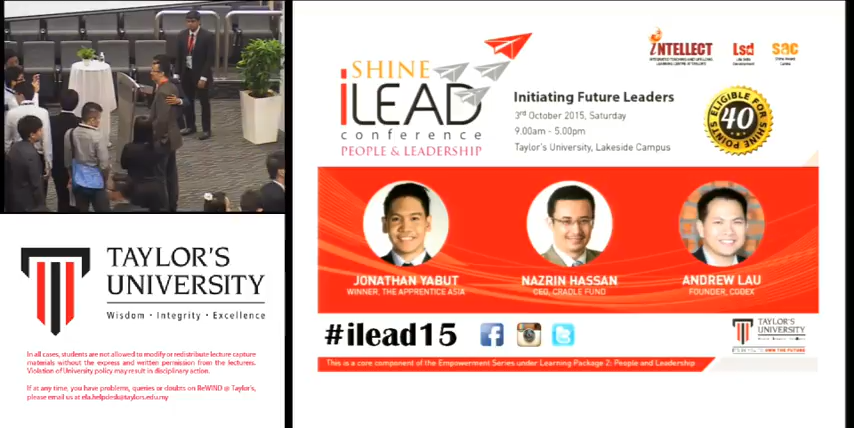 TAYLOR'S
UNIVERSITY
Wisdom • Integrity • Excellence
In all cases, students are not allowed to modify or redistribute lecture capture
materials without the express and written permission from the lecturers.
Violation of University policy may result in disciplinary action.
If at any time, you have problems, queries or doubts on ReWIND @ Taylor's,
please email us at ela.helpdesk@taylors.edu.my
SHINE
iLEAD
conference
PEOPLE & LEADERSHIP
iNTELLECT
Lsd
sac
Initiating Future Leaders
3rd October 2015, Saturday
9.00am - 5.00pm
Taylor's University, Lakeside Campus
ELIGIBLE FOR
40
SHINE POINTS
JONATHAN YABUT
WINNER, THE APPRENTICE ASIA
NAZRIN HASSAN
CEO, CRADLE FUND
ANDREW LAU
FOUNDER, CODEX
#ilead15
TAYLOR'S
UNIVERSITY
This is a core component of the Empowerment Series under Learning Package 2: People and Leadership